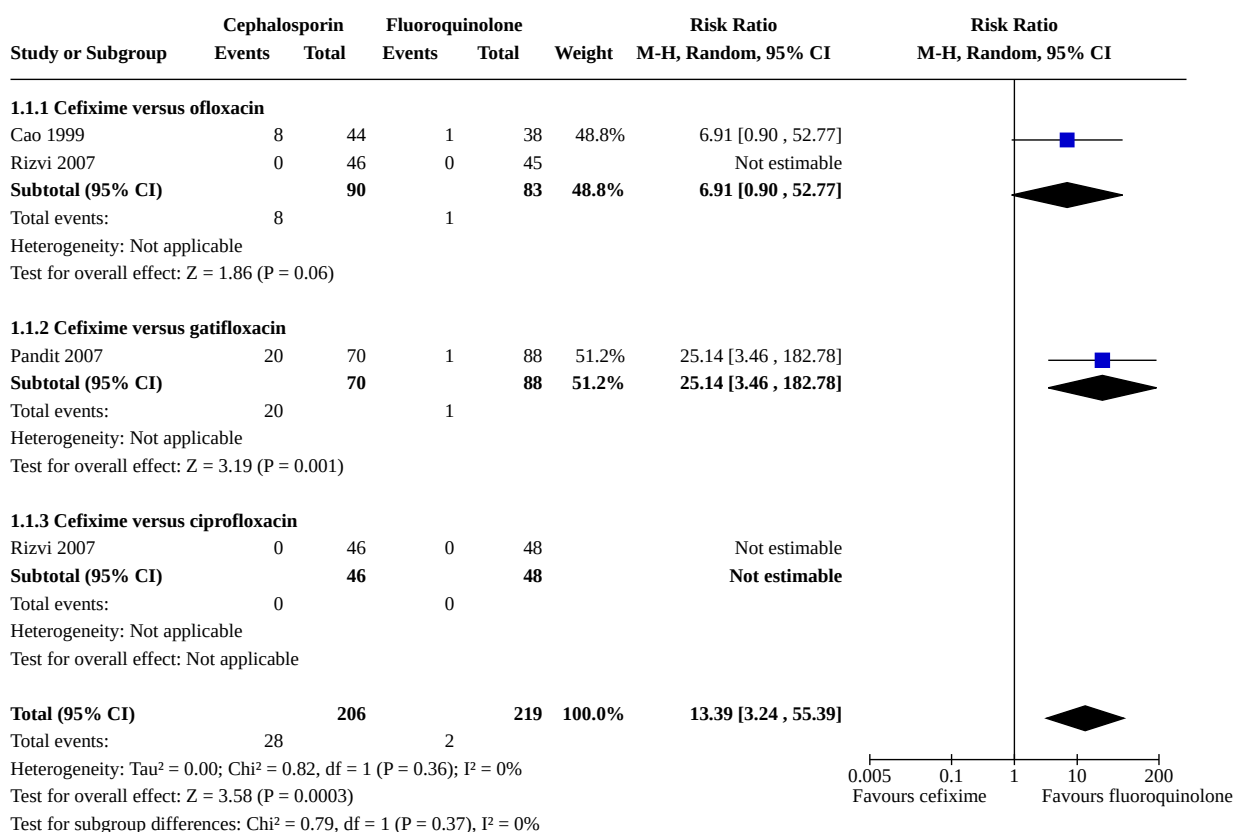 Cephalosporin Fluoroquinolone Risk Ratio Risk Ratio
Study or Subgroup Events Total Events Total Weight M-H, Random, 95% CI M-H, Random, 95% CI
1.1.1 Cefixime versus ofloxacin
Cao 1999 8 44 1 38 48.8% 6.91 [0.90 , 52.77]
Rizvi 2007 0 46 0 45 Not estimable
Subtotal (95% CI) 90 83 48.8% 6.91 [0.90 , 52.77]
Total events: 8 1
Heterogeneity: Not applicable
Test for overall effect: Z = 1.86 (P = 0.06)
1.1.2 Cefixime versus gatifloxacin
Pandit 2007 20 70 1 88 51.2% 25.14 [3.46 , 182.78]
Subtotal (95% CI) 70 88 51.2% 25.14 [3.46 , 182.78]
Total events: 20 1
Heterogeneity: Not applicable
Test for overall effect: Z = 3.19 (P = 0.001)
1.1.3 Cefixime versus ciprofloxacin
Rizvi 2007 0 46 0 48 Not estimable
Subtotal (95% CI) 46 48 Not estimable
Total events: 0 0
Heterogeneity: Not applicable
Test for overall effect: Not applicable
Total (95% CI) 206 219 100.0% 13.39 [3.24 , 55.39]
Total events: 28 2
Heterogeneity: Tau² = 0.00; Chi² = 0.82, df = 1 (P = 0.36); I² = 0%
0.005 0.1 1 10 200
Test for overall effect: Z = 3.58 (P = 0.0003) Favours cefixime Favours fluoroquinolone
Test for subgroup differences: Chi² = 0.79, df = 1 (P = 0.37), I² = 0%